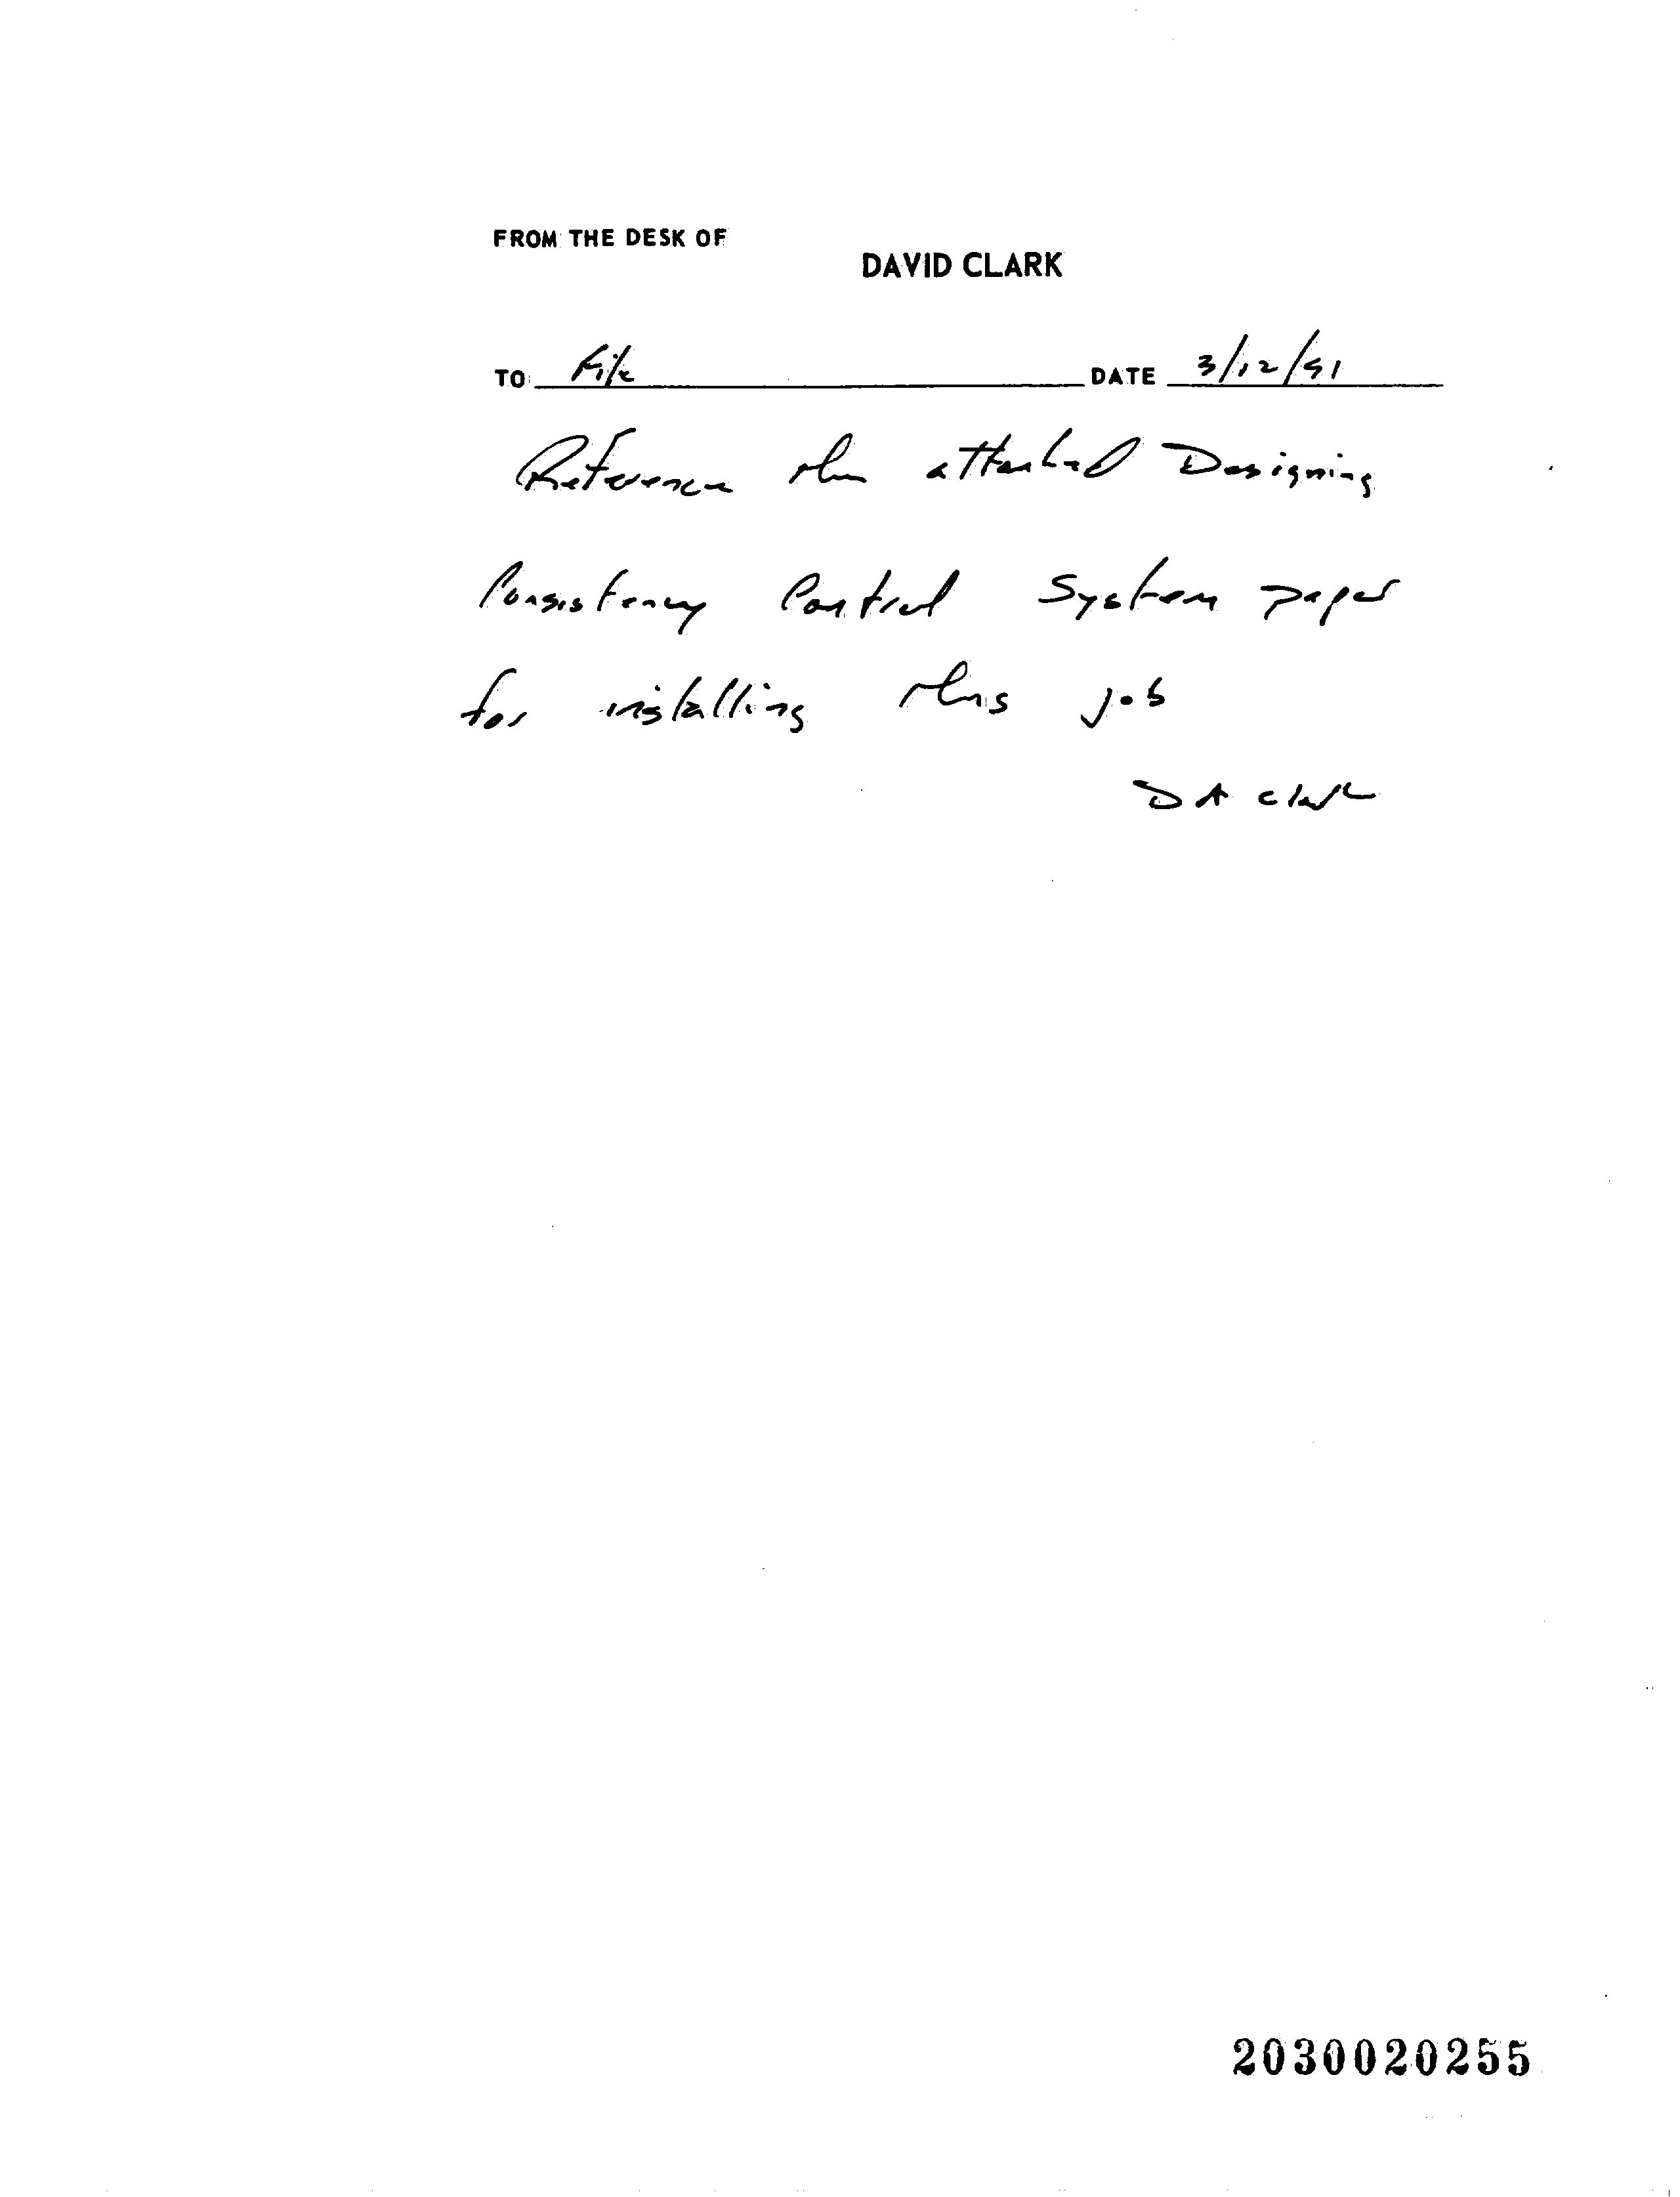 FROM THE DESK OF
DAVID CLARK
TO File DATE 3/12/91
Reference the attached Designing
Consistency Control System paper
for installing this job
DA Clark
2030020255